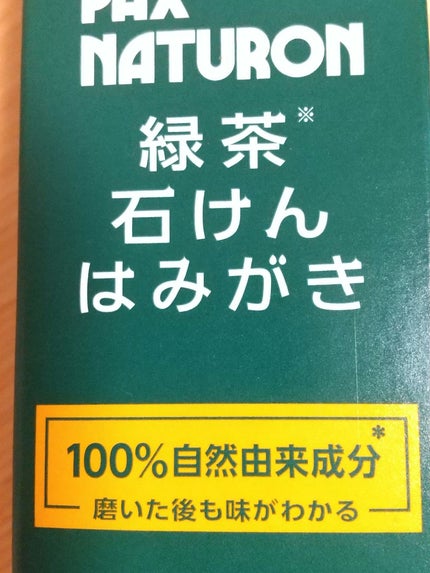 PAX
NATURON
緑茶※
石けん
はみがき
100%自然由来成分*
磨いた後も味がわかる